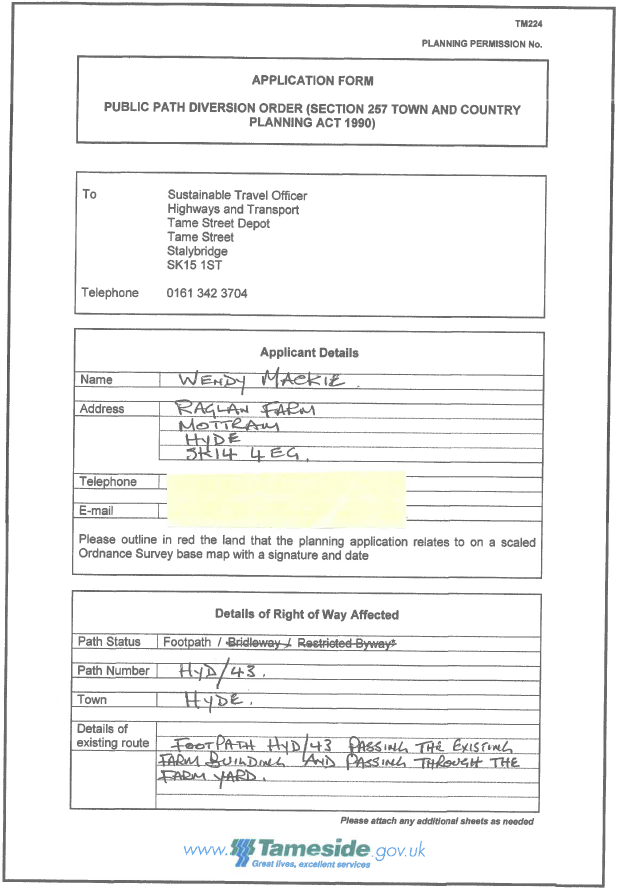 TM224
PLANNING PERMISSION No.
APPLICATION FORM
PUBLIC PATH DIVERSION ORDER (SECTION 257 TOWN AND COUNTRY
PLANNING ACT 1990)
To Sustainable Travel Officer
Highways and Transport
Tame Street Depot
Tame Street
Stalybridge
SK15 1ST
Telephone 0161 342 3704
Applicant Details
Name WENDY MACKIE.
Address RAGLAN FARM
MOTTRAM
HYDE
SK14 4EG.
Telephone
E-mail
Please outline in red the land that the planning application relates to on a scaled
Ordnance Survey base map with a signature and date
Details of Right of Way Affected
Path Status Footpath / Bridleway / Restricted Byway*
Path Number HYD/43.
Town HYDE.
Details of
existing route FOOTPATH HYD/43 PASSING THE EXISTING
FARM BUILDING AND PASSING THROUGH THE
FARM YARD.
Please attach any additional sheets as needed
www.Tameside.gov.uk
Great lives, excellent services